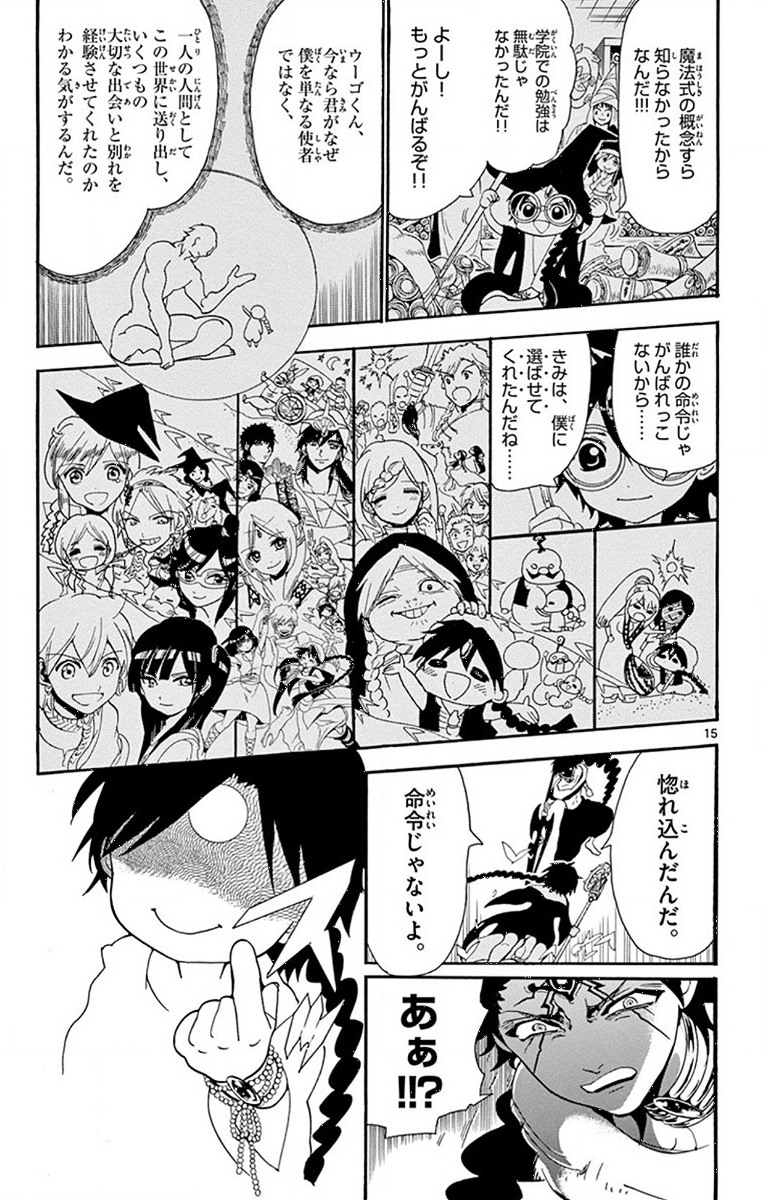 魔法式の概念すら
知らなかったから
なんだ!!!
学院での勉強は
無駄じゃ
なかったんだ!!
よーし!
もっとがんばるぞ!!
ウーゴくん、
今なら君がなぜ
僕を単なる使者
ではなく、
一人の人間として
この世界に送り出し、
いくつもの
大切な出会いと別れを
経験させてくれたのか
わかる気がするんだ。
誰かの命令じゃ
がんばれっこ
ないから……
きみは、僕に
選ばせて
くれたんだね……
15
惚れ込んだんだ。
命令じゃないよ。
あぁ!!?